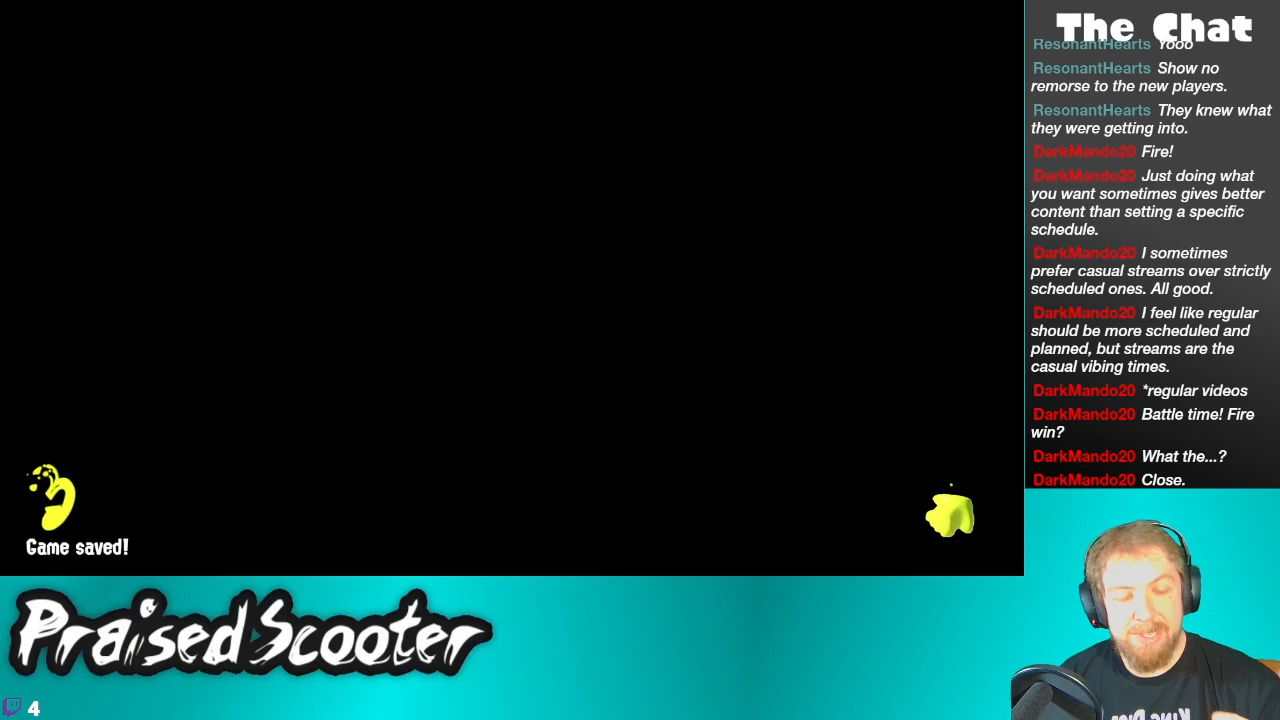 The Chat
ResonantHearts Yooo
ResonantHearts Show no
remorse to the new players.
ResonantHearts They knew what
they were getting into.
DarkMando20 Fire!
DarkMando20 Just doing what
you want sometimes gives better
content than setting a specific
schedule.
DarkMando20 I sometimes
prefer casual streams over strictly
scheduled ones. All good.
DarkMando20 I feel like regular
should be more scheduled and
planned, but streams are the
casual vibing times.
DarkMando20 *regular videos
DarkMando20 Battle time! Fire
win?
DarkMando20 What the...?
DarkMando20 Close.
Game saved!
PraisedScooter
4